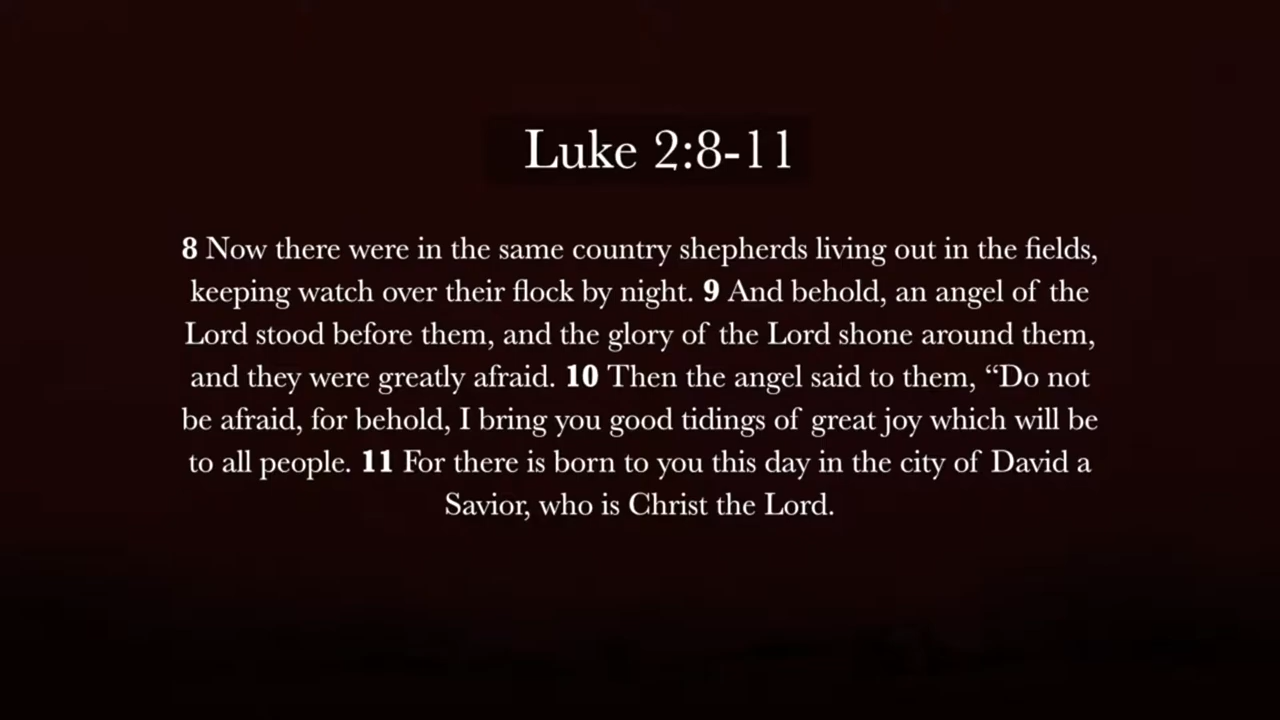 Luke 2:8-11
8 Now there were in the same country shepherds living out in the fields,
keeping watch over their flock by night. 9 And behold, an angel of the
Lord stood before them, and the glory of the Lord shone around them,
and they were greatly afraid. 10 Then the angel said to them, “Do not
be afraid, for behold, I bring you good tidings of great joy which will be
to all people. 11 For there is born to you this day in the city of David a
Savior, who is Christ the Lord.